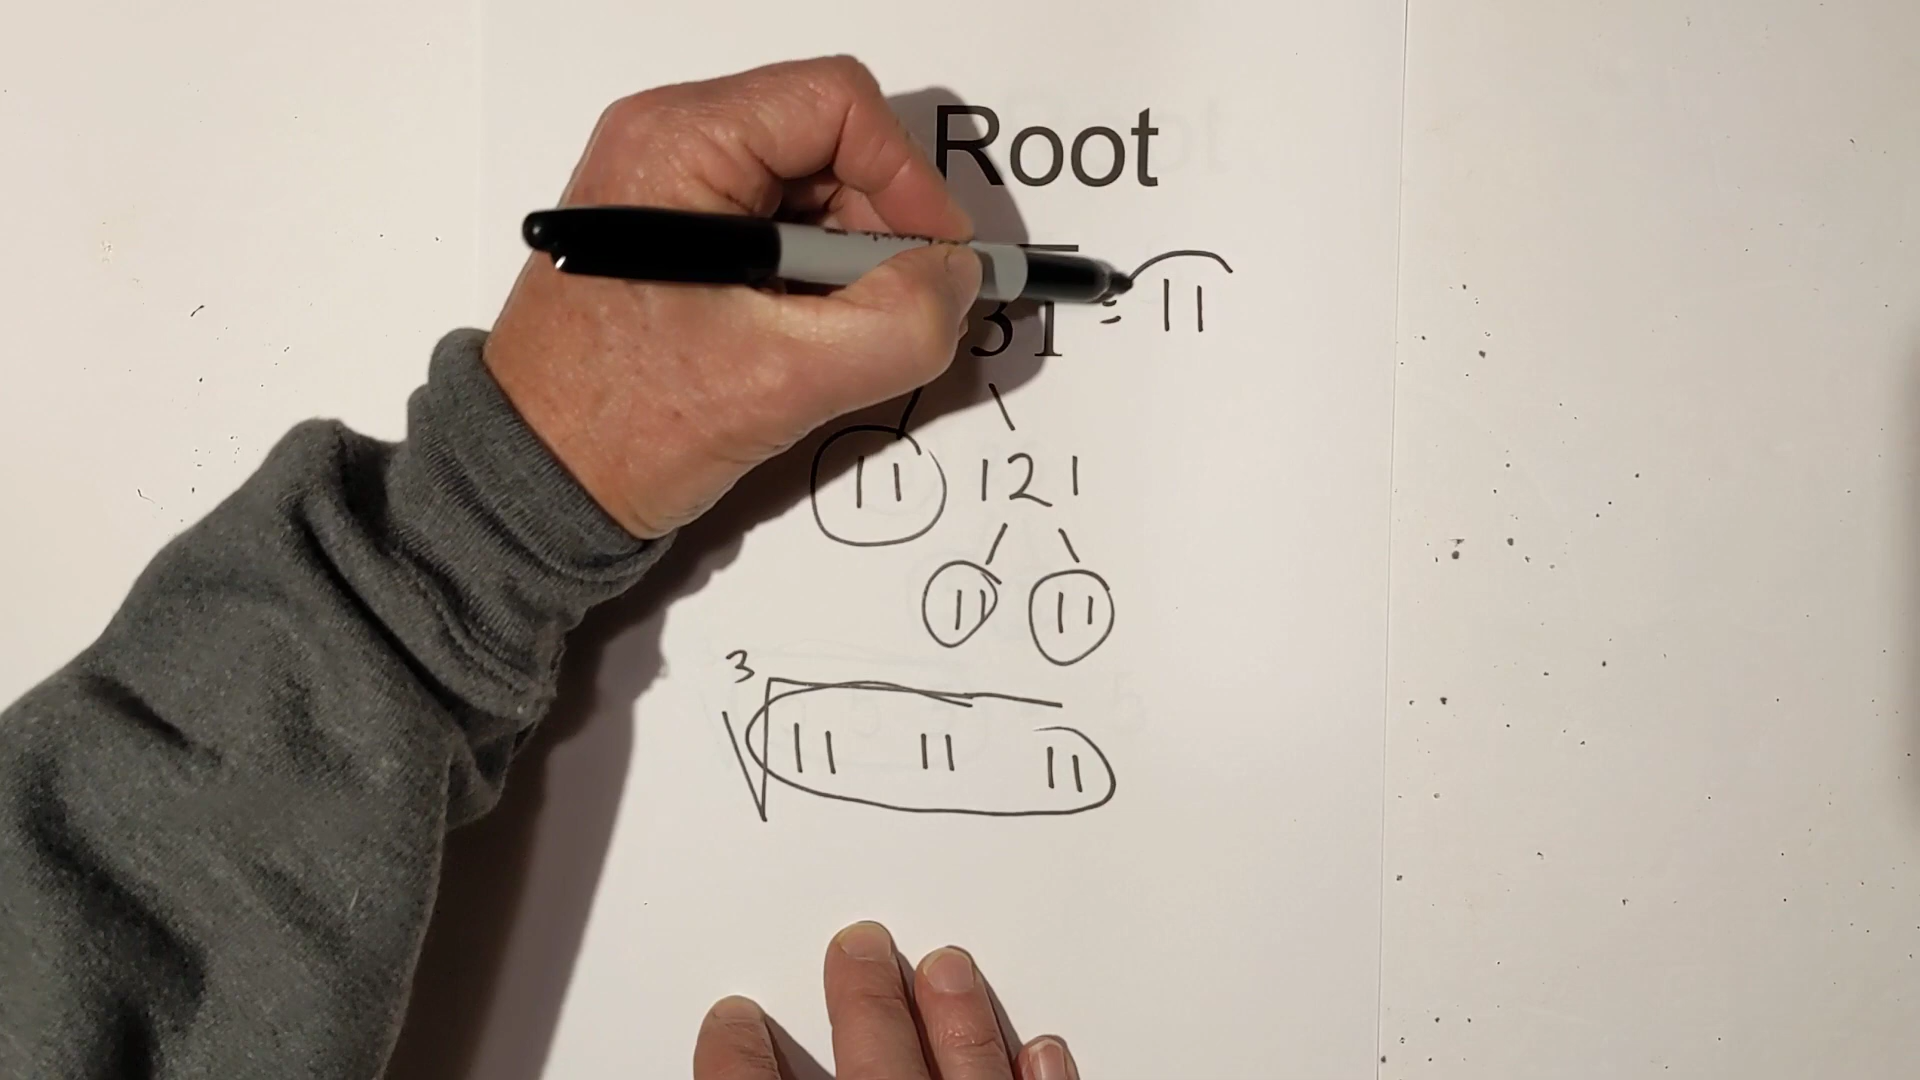 Root
31 = 11
11 121
11 11
3
√11 11 11